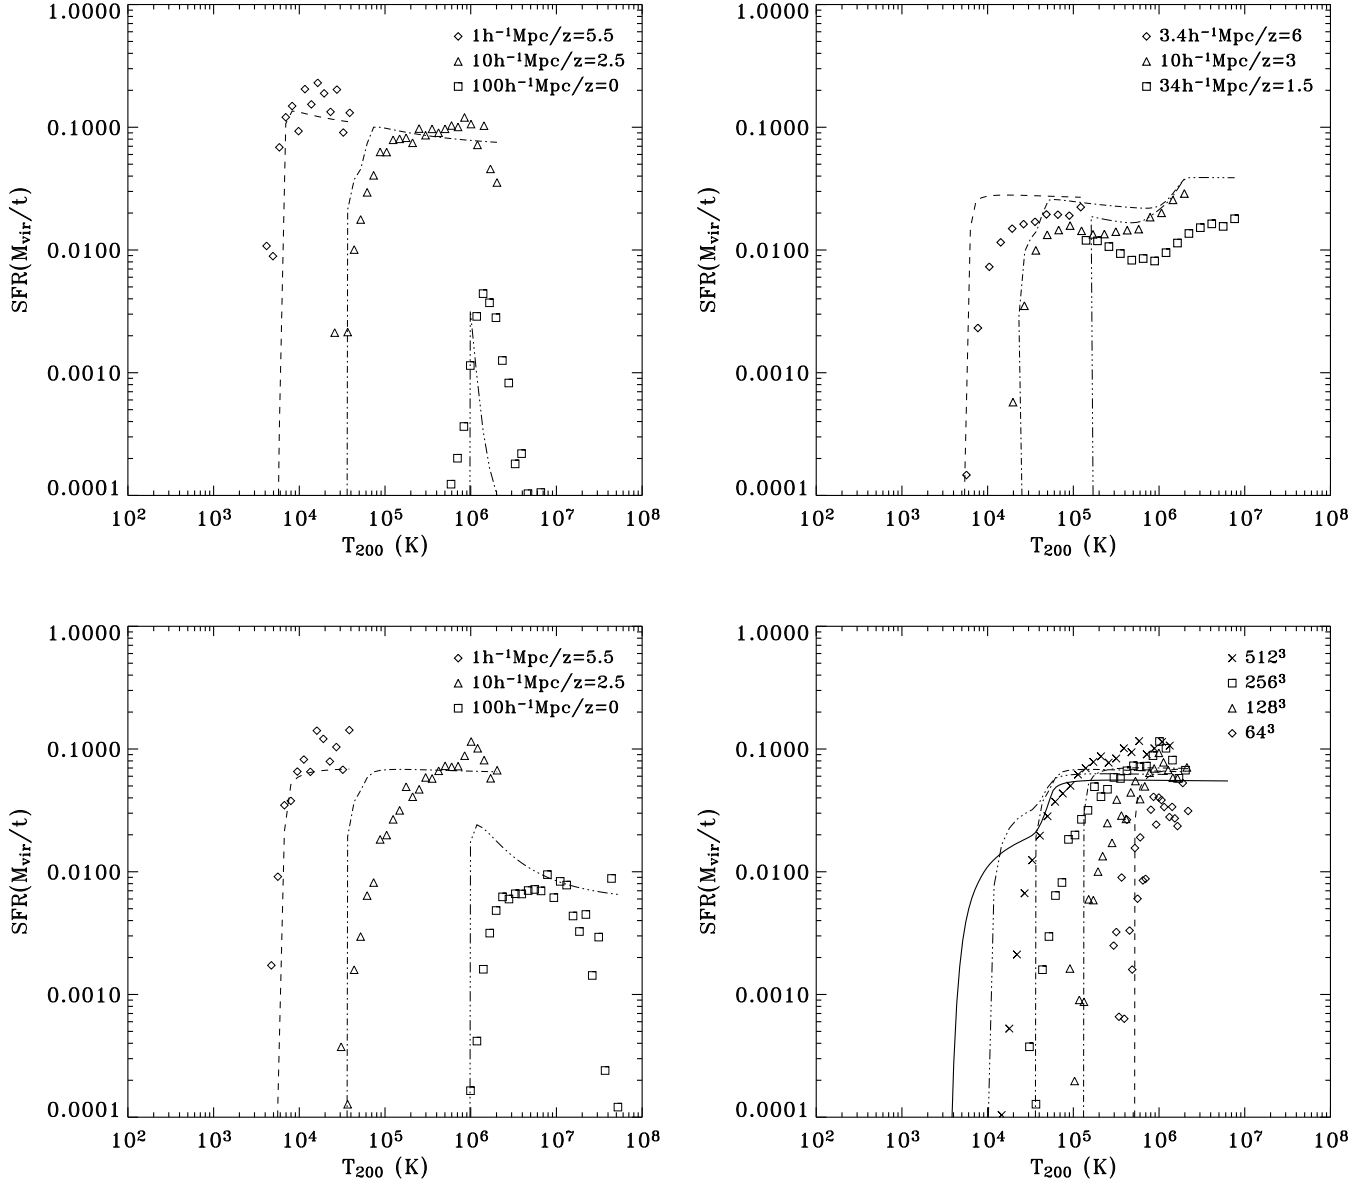 1.0000
0.1000
0.0100
0.0010
0.0001
SFR(M_vir/t)
◇ 1h⁻¹Mpc/z=5.5
△ 10h⁻¹Mpc/z=2.5
□ 100h⁻¹Mpc/z=0
10² 10³ 10⁴ 10⁵ 10⁶ 10⁷ 10⁸
T₂₀₀ (K)
1.0000
0.1000
0.0100
0.0010
0.0001
SFR(M_vir/t)
◇ 3.4h⁻¹Mpc/z=6
△ 10h⁻¹Mpc/z=3
□ 34h⁻¹Mpc/z=1.5
10² 10³ 10⁴ 10⁵ 10⁶ 10⁷ 10⁸
T₂₀₀ (K)
1.0000
0.1000
0.0100
0.0010
0.0001
SFR(M_vir/t)
◇ 1h⁻¹Mpc/z=5.5
△ 10h⁻¹Mpc/z=2.5
□ 100h⁻¹Mpc/z=0
10² 10³ 10⁴ 10⁵ 10⁶ 10⁷ 10⁸
T₂₀₀ (K)
1.0000
0.1000
0.0100
0.0010
0.0001
SFR(M_vir/t)
× 512³
□ 256³
△ 128³
◇ 64³
10² 10³ 10⁴ 10⁵ 10⁶ 10⁷ 10⁸
T₂₀₀ (K)